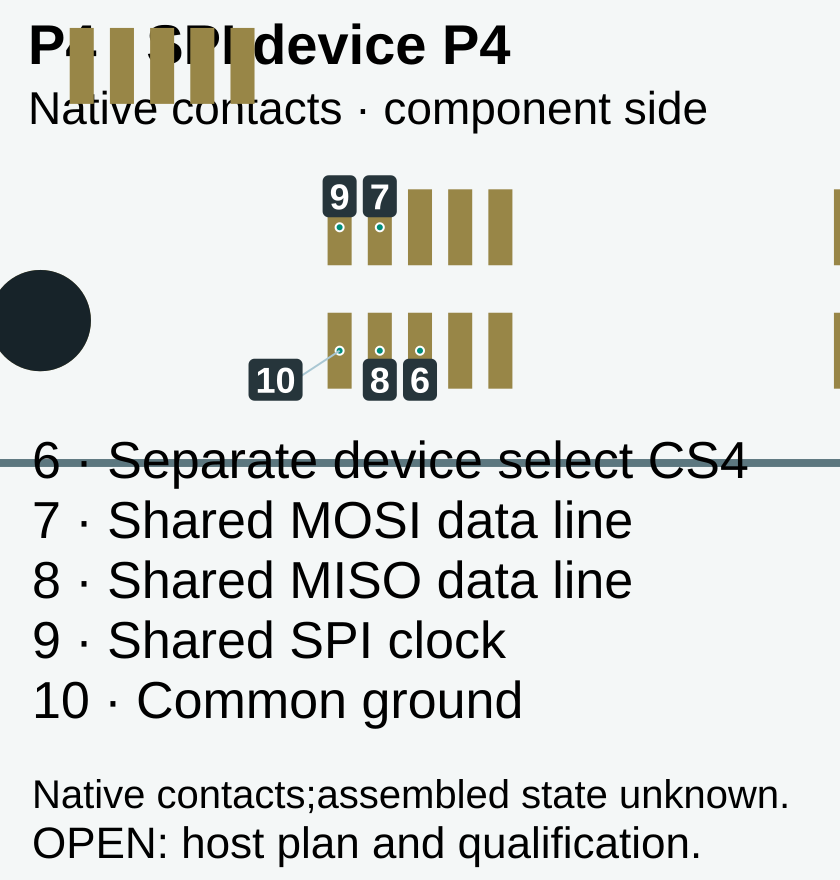 P4 · SPI device P4
Native contacts · component side
9 7
10 8 6
6 · Separate device select CS4
7 · Shared MOSI data line
8 · Shared MISO data line
9 · Shared SPI clock
10 · Common ground
Native contacts;assembled state unknown.
OPEN: host plan and qualification.